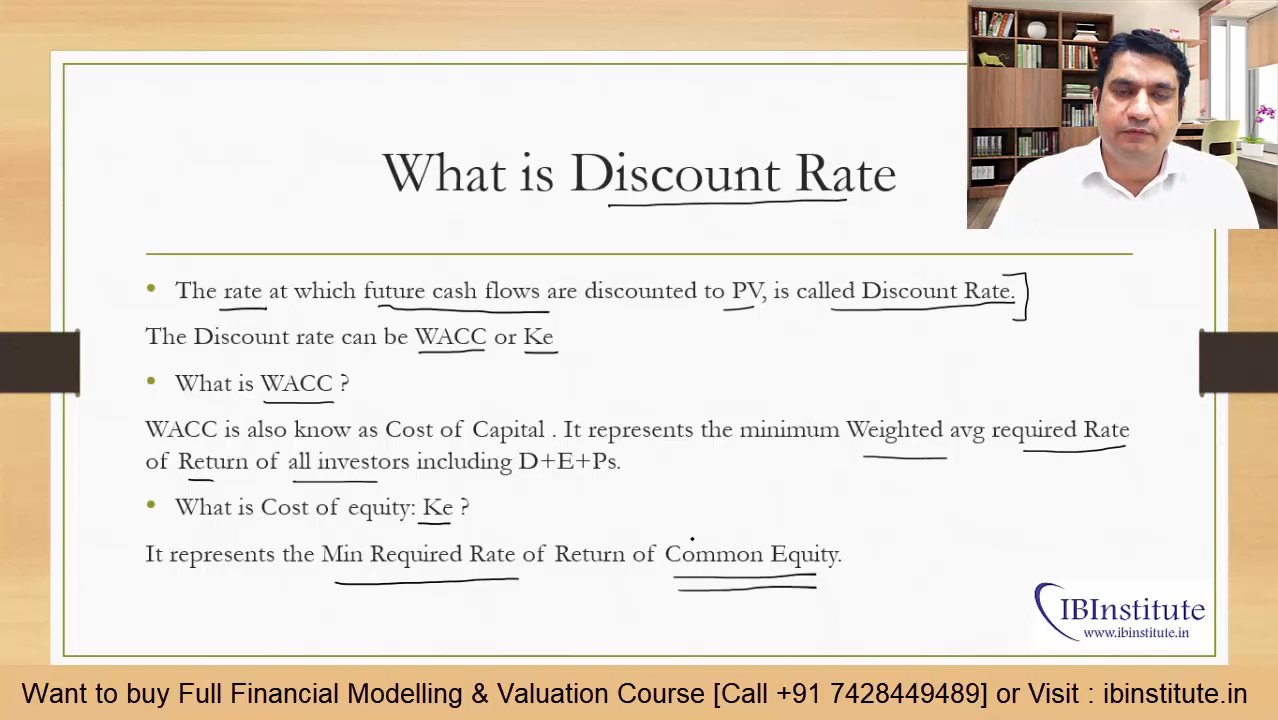 What is Discount Rate
• The rate at which future cash flows are discounted to PV, is called Discount Rate.
The Discount rate can be WACC or Ke
• What is WACC ?
WACC is also know as Cost of Capital . It represents the minimum Weighted avg required Rate
of Return of all investors including D+E+Ps.
• What is Cost of equity: Ke ?
It represents the Min Required Rate of Return of Common Equity.
IBInstitute
www.ibinstitute.in
Want to buy Full Financial Modelling & Valuation Course [Call +91 7428449489] or Visit : ibinstitute.in